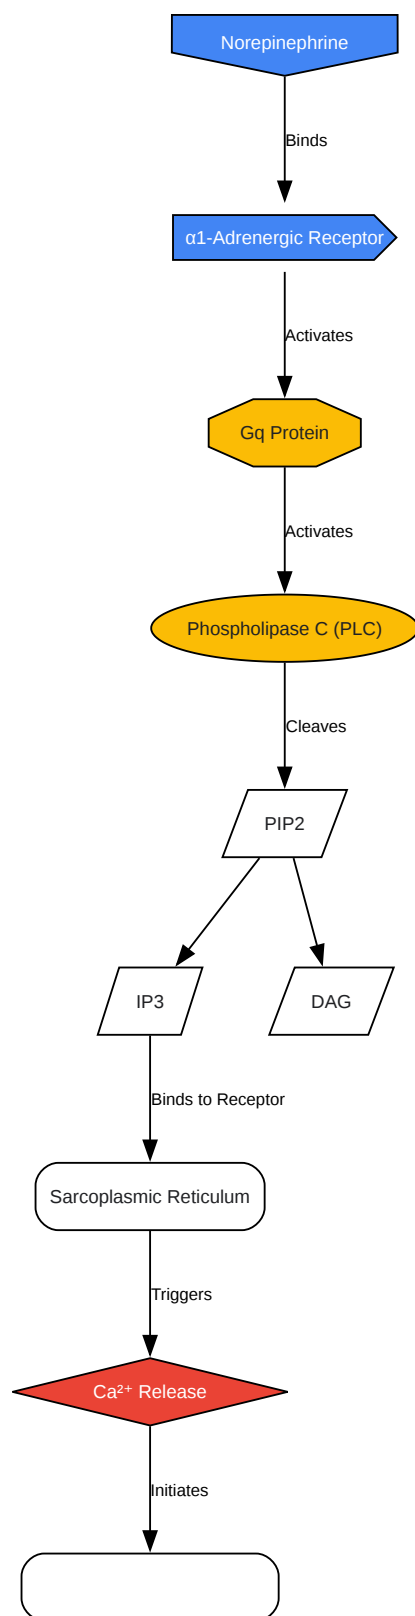 Norepinephrine
Binds
α1-Adrenergic Receptor
Activates
Gq Protein
Activates
Phospholipase C (PLC)
Cleaves
PIP2
IP3
DAG
Binds to Receptor
Sarcoplasmic Reticulum
Triggers
Ca²⁺ Release
Initiates